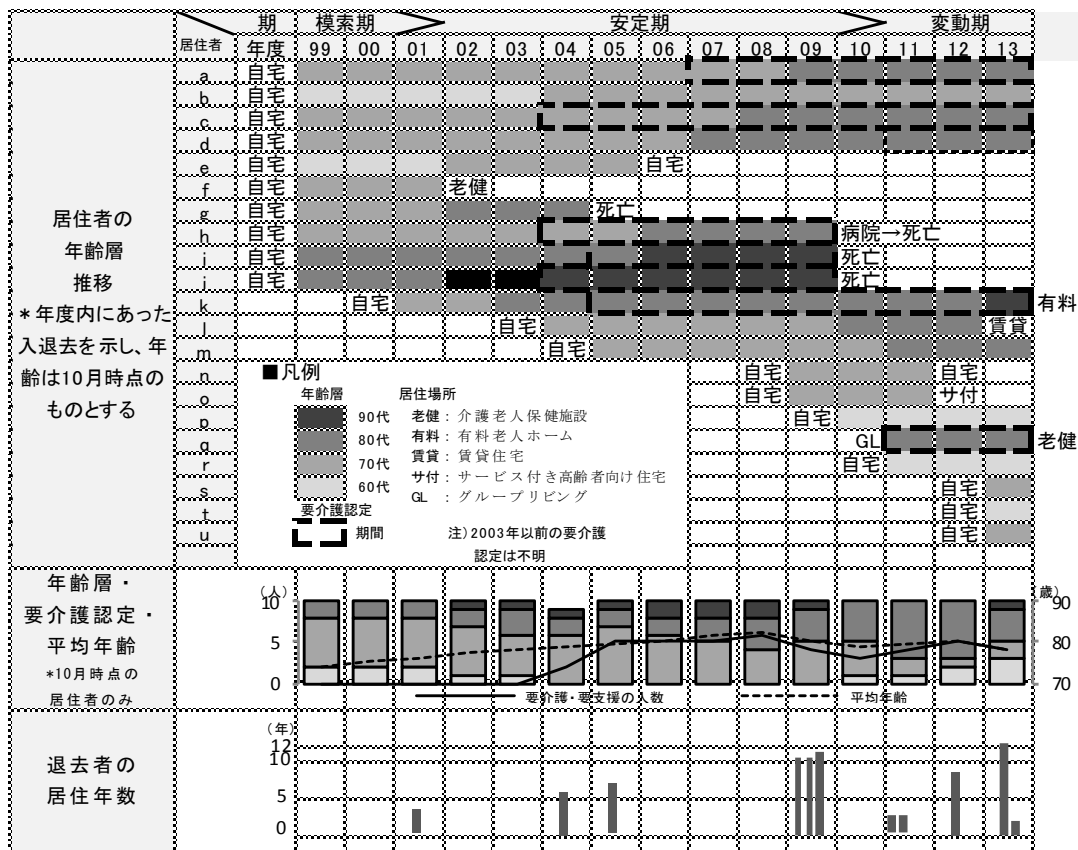 期 模索期 安定期 変動期
居住者 年度 99 00 01 02 03 04 05 06 07 08 09 10 11 12 13
居住者の
年齢層
推移
*年度内にあった
入退去を示し、年
齢は10月時点の
ものとする
a 自宅
b 自宅
c 自宅
d 自宅
e 自宅 自宅
f 自宅 老健
g 自宅 死亡
h 自宅 病院→死亡
i 自宅 死亡
j 自宅 死亡
k 自宅 有料
l 自宅 賃貸
m 自宅
n 自宅 自宅
o 自宅 サ付
p 自宅
q GL 老健
r 自宅
s 自宅
t 自宅
u 自宅
■凡例
年齢層 居住場所
90代 老健:介護老人保健施設
80代 有料:有料老人ホーム
70代 賃貸:賃貸住宅
60代 サ付:サービス付き高齢者向け住宅
GL :グループリビング
要介護認定
期間 注)2003年以前の要介護
認定は不明
年齢層・
要介護認定・
平均年齢
*10月時点の
居住者のみ
(人) 歳)
10 90
5 80
0 70
要介護・要支援の人数 平均年齢
退去者の
居住年数
(年)
12
10
5
0